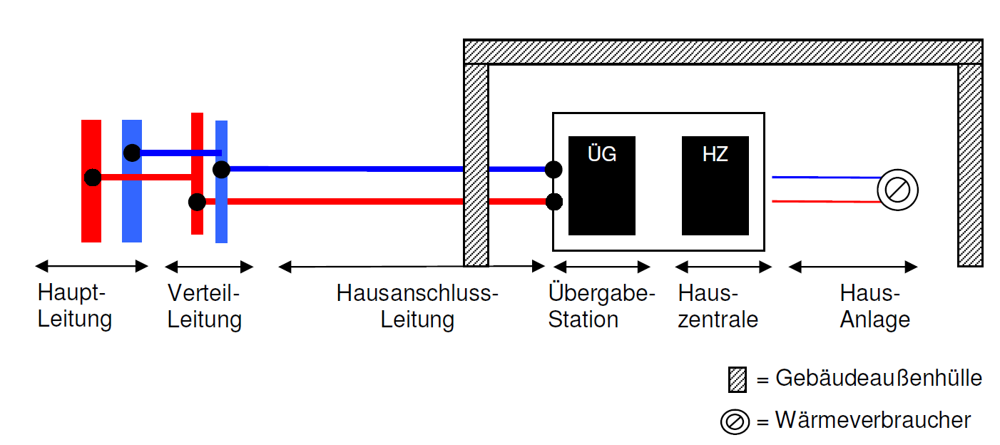 ÜG
HZ
Haupt-
Leitung
Verteil-
Leitung
Hausanschluss-
Leitung
Übergabe-
Station
Haus-
zentrale
Haus-
Anlage
= Gebäudeaußenhülle
= Wärmeverbraucher